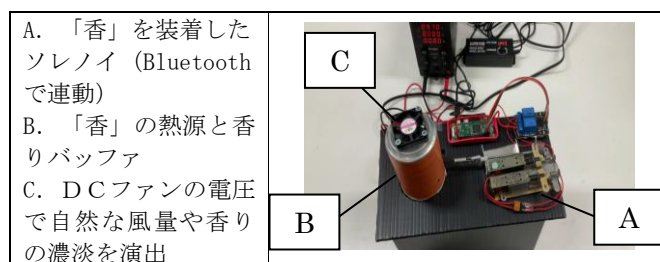 A. 「香」を装着した
ソレノイ (Bluetooth
で連動)
B. 「香」の熱源と香
りバッファ
C. DCファンの電圧
で自然な風量や香り
の濃淡を演出
C
B
A